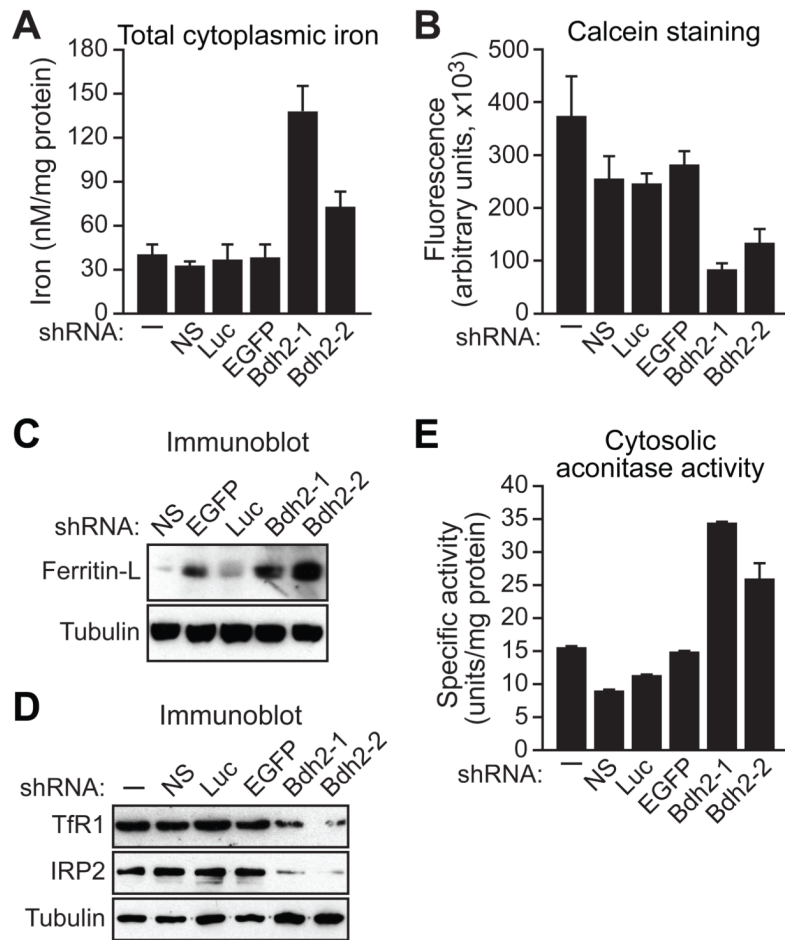 A
Total cytoplasmic iron
Iron (nM/mg protein)
180
150
120
90
60
30
0
shRNA:
—
NS
Luc
EGFP
Bdh2-1
Bdh2-2
B
Calcein staining
Fluorescence
(arbitrary units, x10³)
500
400
300
200
100
0
shRNA:
—
NS
Luc
EGFP
Bdh2-1
Bdh2-2
C
Immunoblot
shRNA:
NS
EGFP
Luc
Bdh2-1
Bdh2-2
Ferritin-L
Tubulin
D
Immunoblot
shRNA:
—
NS
Luc
EGFP
Bdh2-1
Bdh2-2
TfR1
IRP2
Tubulin
E
Cytosolic
aconitase activity
Specific activity
(units/mg protein)
40
35
30
25
20
15
10
5
0
shRNA:
—
NS
Luc
EGFP
Bdh2-1
Bdh2-2